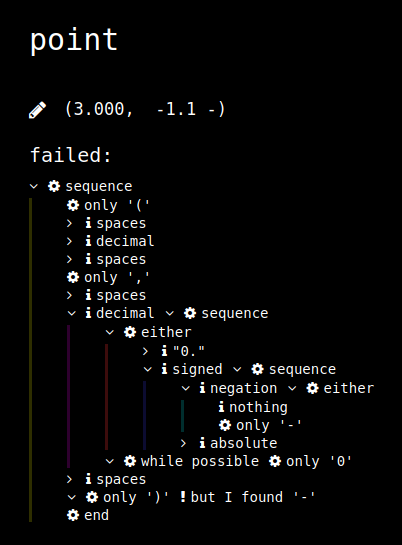 point
(3.000,  -1.1 -)
failed:
sequence
only '('
spaces
decimal
spaces
only ','
spaces
decimal sequence
either
"0."
signed sequence
negation either
nothing
only '-'
absolute
while possible only '0'
spaces
only ')' !but I found '-'
end